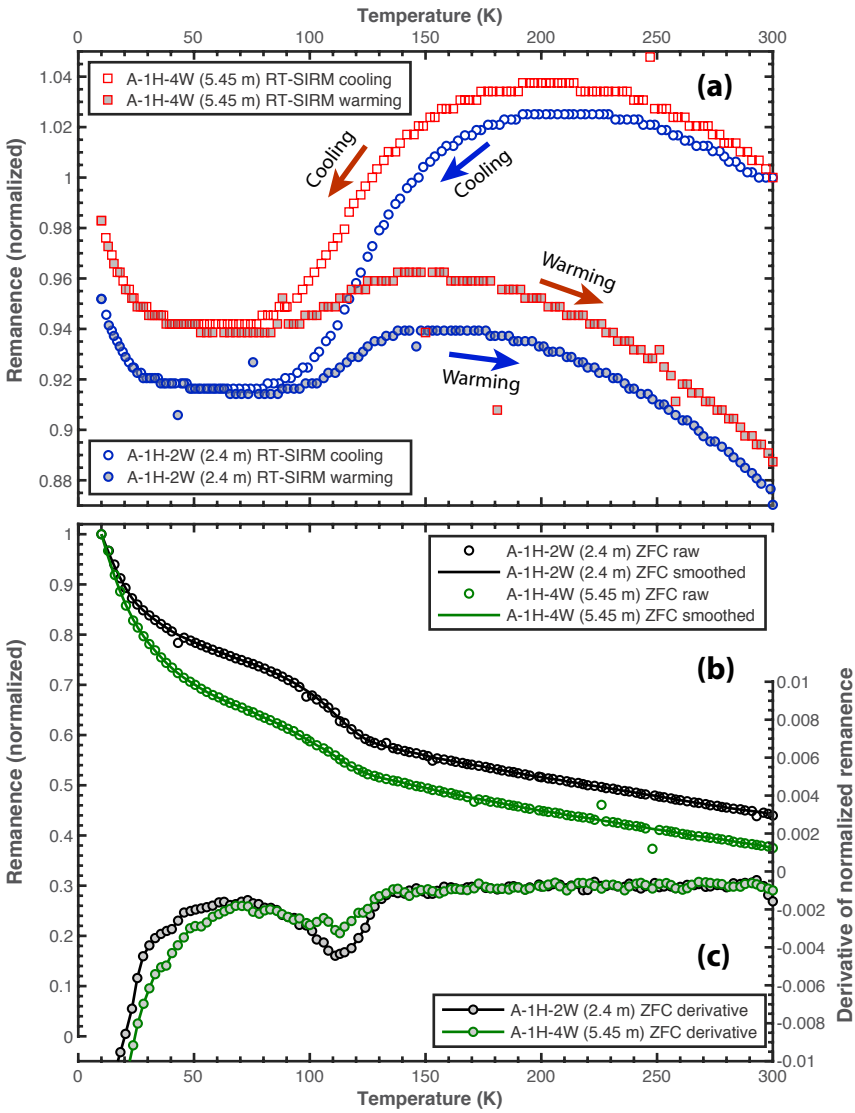 Temperature (K)
0 50 100 150 200 250 300
Remanence (normalized)
1.04
1.02
1
0.98
0.96
0.94
0.92
0.9
0.88
A-1H-4W (5.45 m) RT-SIRM cooling
A-1H-4W (5.45 m) RT-SIRM warming
(a)
Cooling
Cooling
Warming
Warming
A-1H-2W (2.4 m) RT-SIRM cooling
A-1H-2W (2.4 m) RT-SIRM warming
Remanence (normalized)
1
0.9
0.8
0.7
0.6
0.5
0.4
0.3
0.2
0.1
0
A-1H-2W (2.4 m) ZFC raw
A-1H-2W (2.4 m) ZFC smoothed
A-1H-4W (5.45 m) ZFC raw
A-1H-4W (5.45 m) ZFC smoothed
(b)
0.01
0.008
0.006
0.004
0.002
0
-0.002
-0.004
-0.006
-0.008
-0.01
Derivative of normalized remanence
(c)
A-1H-2W (2.4 m) ZFC derivative
A-1H-4W (5.45 m) ZFC derivative
0 50 100 150 200 250 300
Temperature (K)